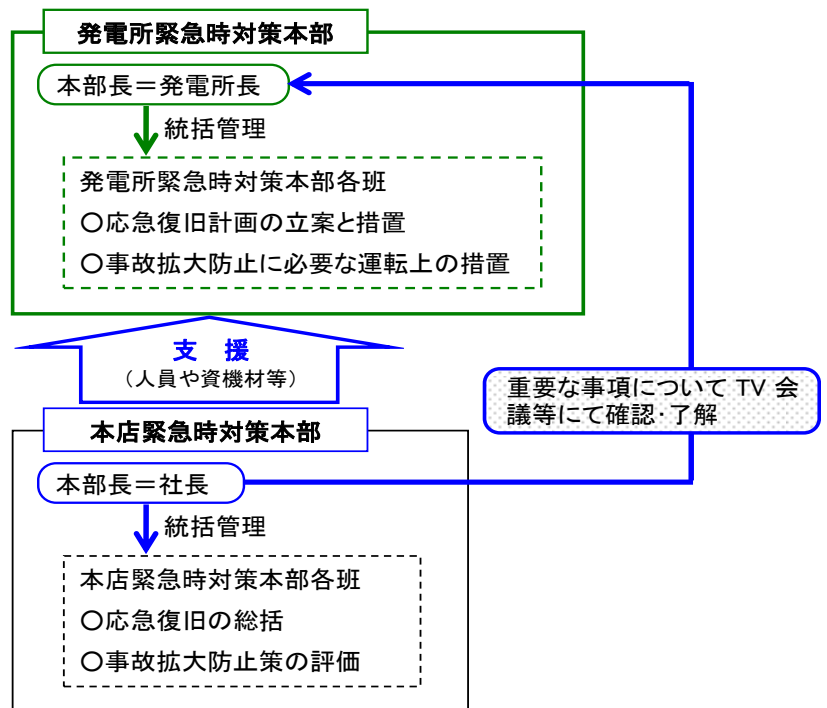 発電所緊急時対策本部
本部長＝発電所長
統括管理
発電所緊急時対策本部各班
○応急復旧計画の立案と措置
○事故拡大防止に必要な運転上の措置
支　援
（人員や資機材等）
重要な事項について TV 会
議等にて確認・了解
本店緊急時対策本部
本部長＝社長
統括管理
本店緊急時対策本部各班
○応急復旧の総括
○事故拡大防止策の評価